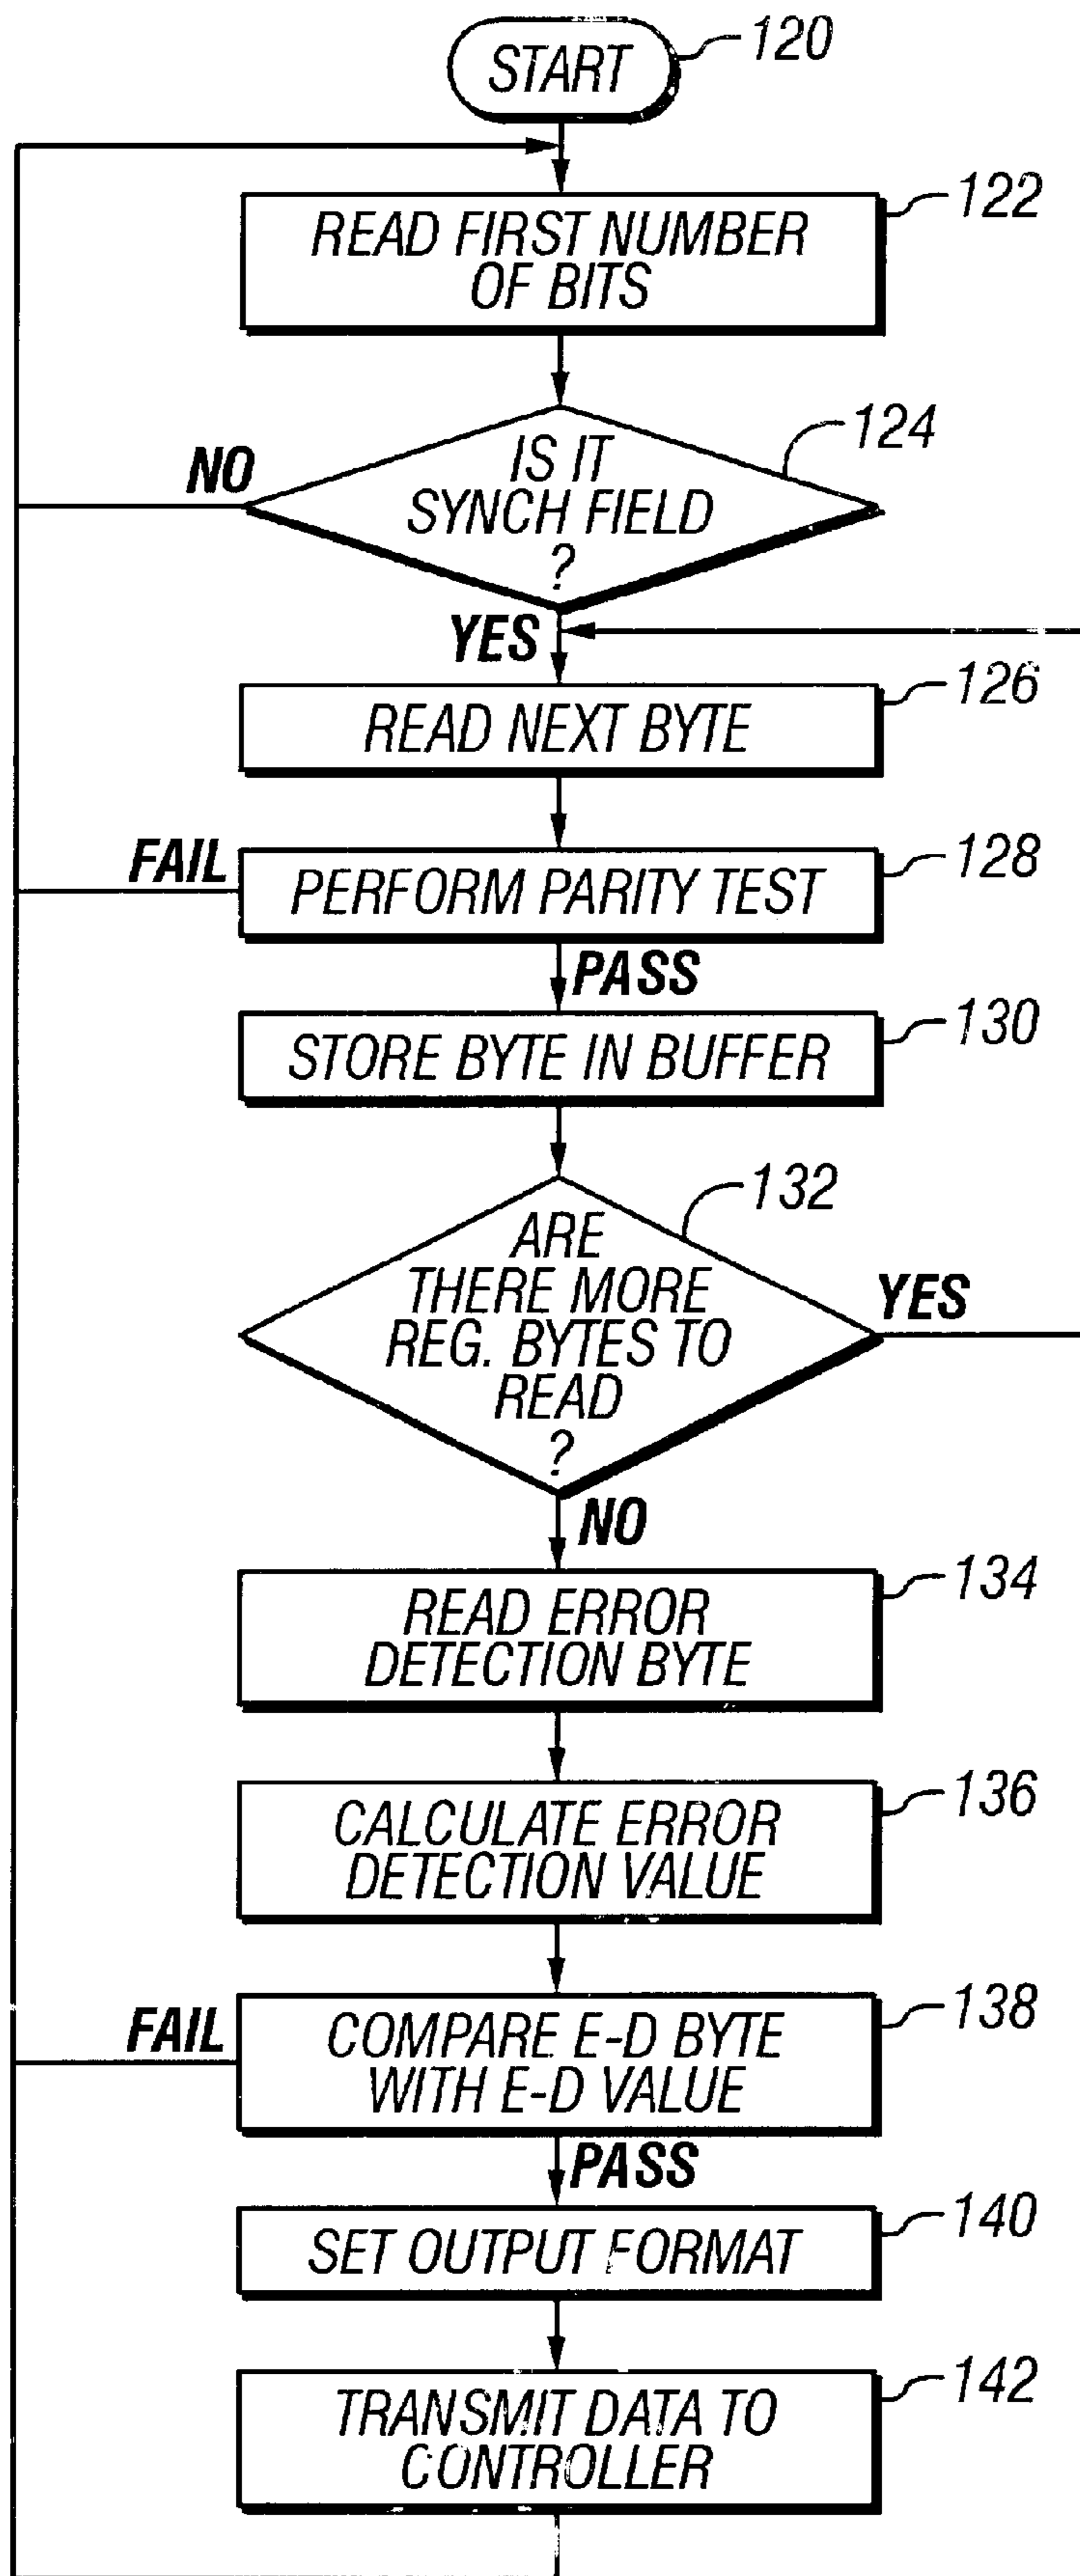 START
120
READ FIRST NUMBER
OF BITS
122
IS IT
SYNCH FIELD
?
124
NO
YES
READ NEXT BYTE
126
FAIL
PERFORM PARITY TEST
128
PASS
STORE BYTE IN BUFFER
130
ARE
THERE MORE
REG. BYTES TO
READ
?
132
YES
NO
READ ERROR
DETECTION BYTE
134
CALCULATE ERROR
DETECTION VALUE
136
FAIL
COMPARE E-D BYTE
WITH E-D VALUE
138
PASS
SET OUTPUT FORMAT
140
TRANSMIT DATA TO
CONTROLLER
142